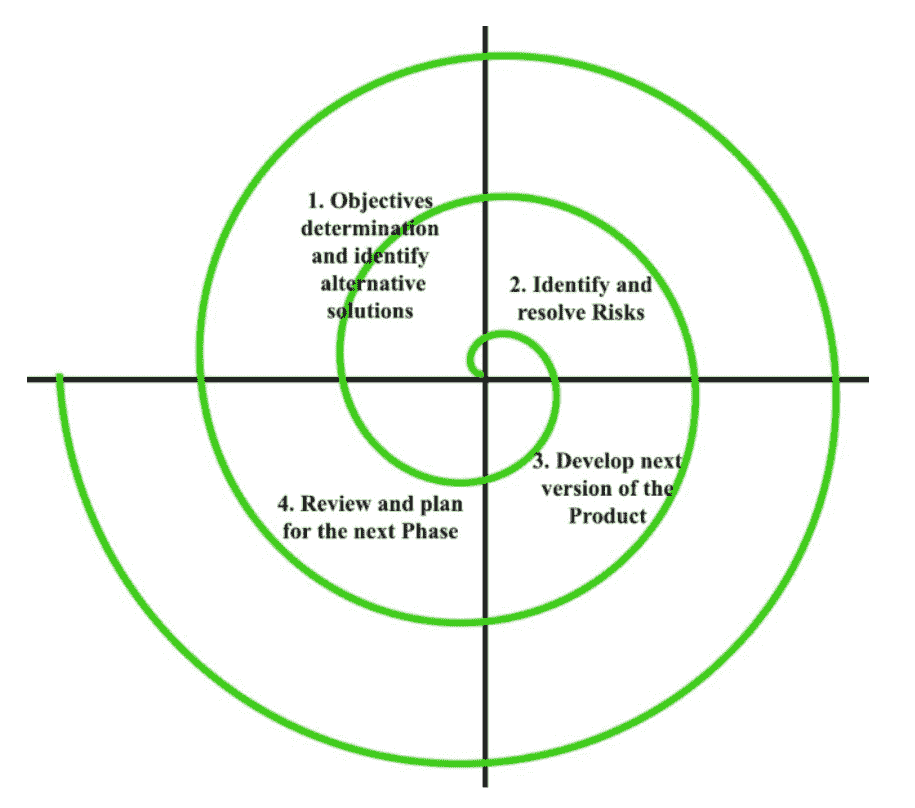 1. Objectives
determination
and identify
alternative
solutions
2. Identify and
resolve Risks
3. Develop next
version of the
Product
4. Review and plan
for the next Phase